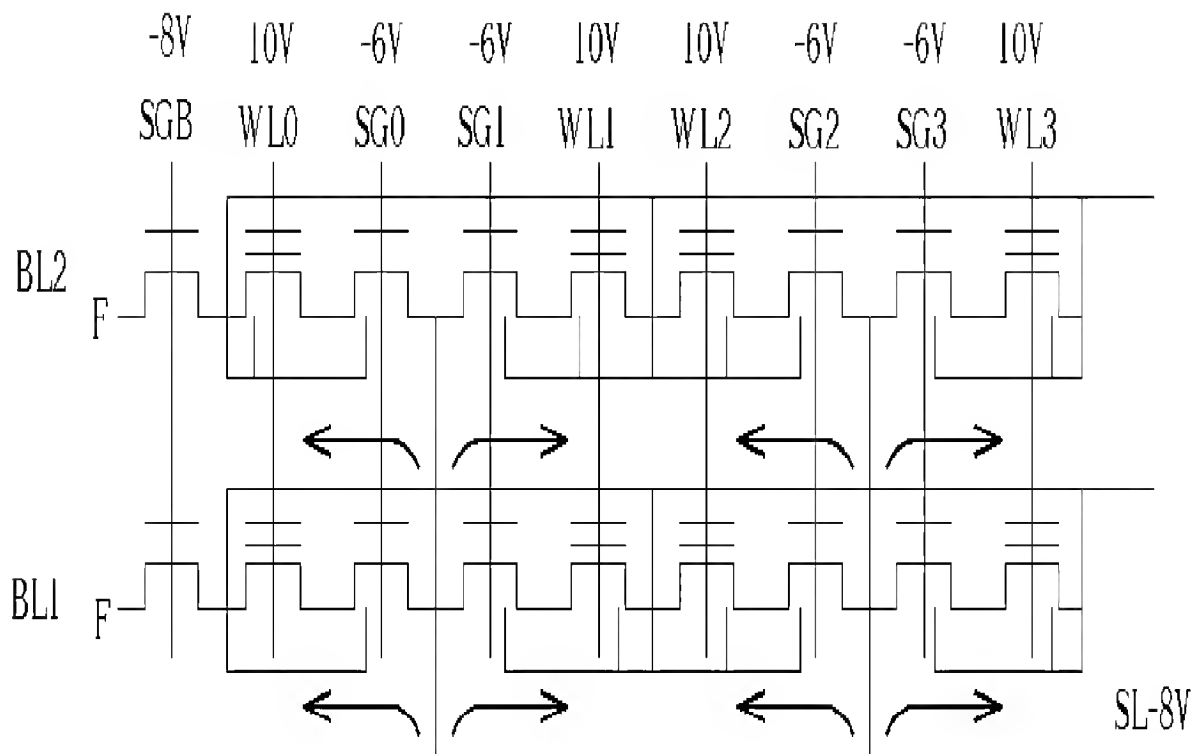 -8V 10V -6V -6V 10V 10V -6V -6V 10V
SGB WL0 SG0 SG1 WL1 WL2 SG2 SG3 WL3
BL2
F
BL1
F
SL-8V